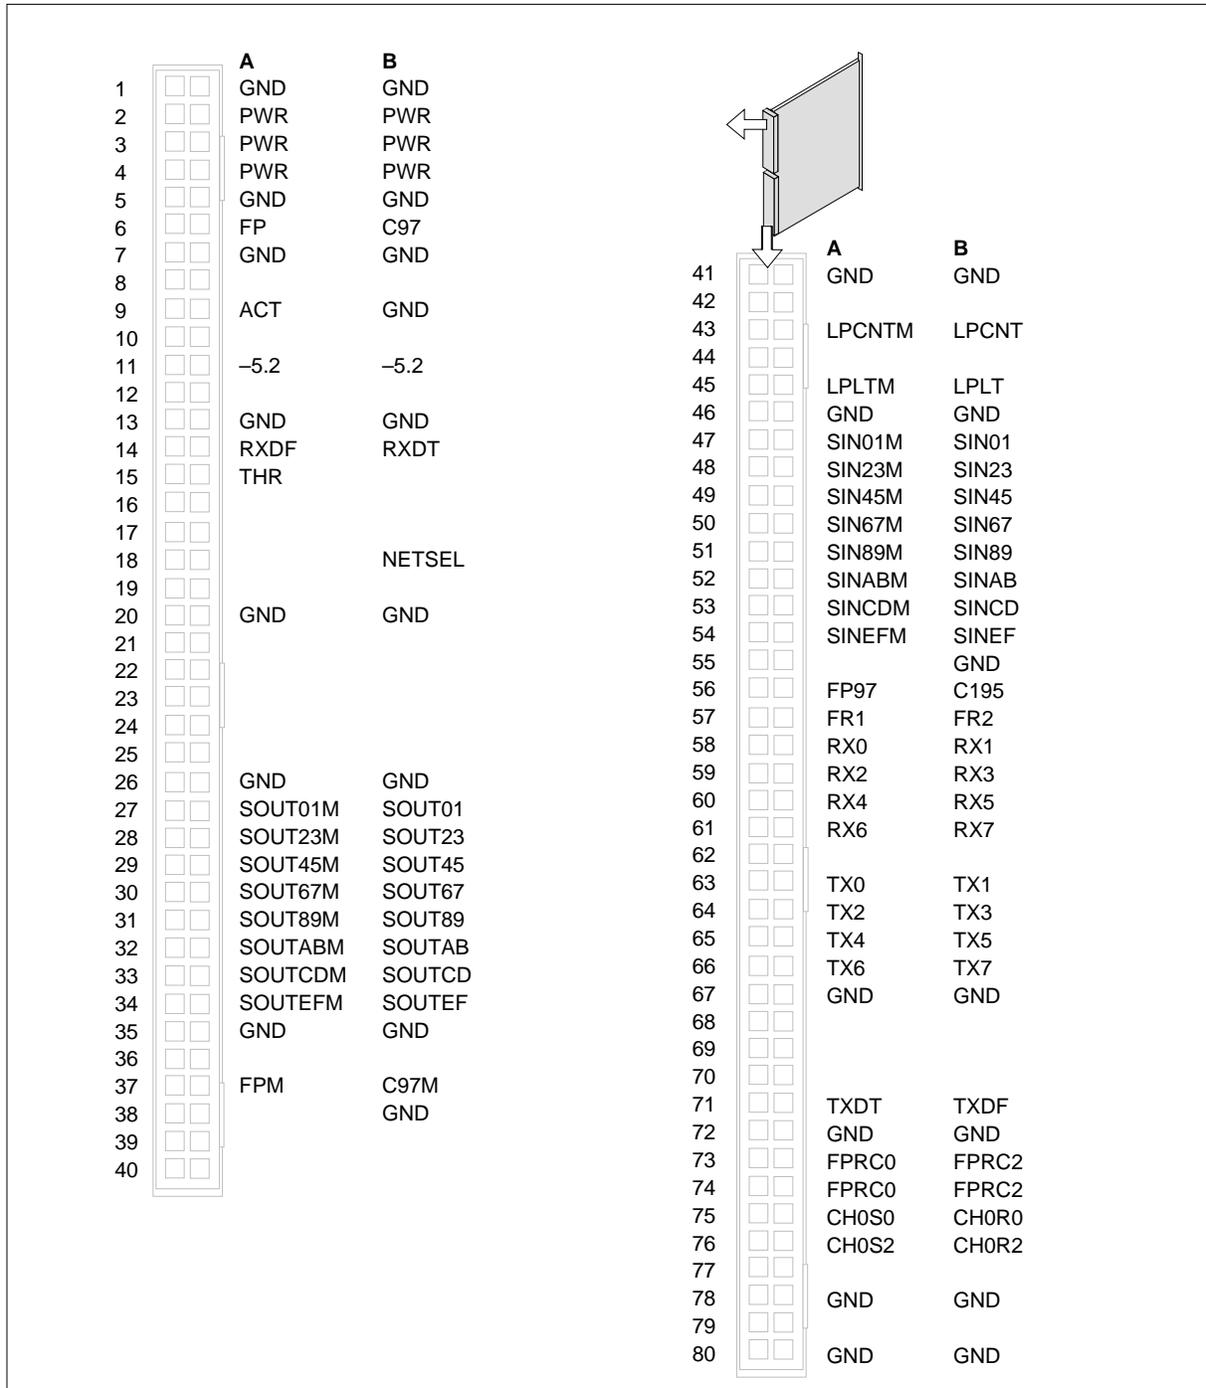 A B
1 GND GND
2 PWR PWR
3 PWR PWR
4 PWR PWR
5 GND GND
6 FP C97
7 GND GND
8
9 ACT GND
10
11 –5.2 –5.2
12
13 GND GND
14 RXDF RXDT
15 THR
16
17
18 NETSEL
19
20 GND GND
21
22
23
24
25
26 GND GND
27 SOUT01M SOUT01
28 SOUT23M SOUT23
29 SOUT45M SOUT45
30 SOUT67M SOUT67
31 SOUT89M SOUT89
32 SOUTABM SOUTAB
33 SOUTCDM SOUTCD
34 SOUTEFM SOUTEF
35 GND GND
36
37 FPM C97M
38 GND
39
40
A B
41 GND GND
42
43 LPCNTM LPCNT
44
45 LPLTM LPLT
46 GND GND
47 SIN01M SIN01
48 SIN23M SIN23
49 SIN45M SIN45
50 SIN67M SIN67
51 SIN89M SIN89
52 SINABM SINAB
53 SINCDM SINCD
54 SINEFM SINEF
55 GND
56 FP97 C195
57 FR1 FR2
58 RX0 RX1
59 RX2 RX3
60 RX4 RX5
61 RX6 RX7
62
63 TX0 TX1
64 TX2 TX3
65 TX4 TX5
66 TX6 TX7
67 GND GND
68
69
70
71 TXDT TXDF
72 GND GND
73 FPRC0 FPRC2
74 FPRC0 FPRC2
75 CH0S0 CH0R0
76 CH0S2 CH0R2
77
78 GND GND
79
80 GND GND